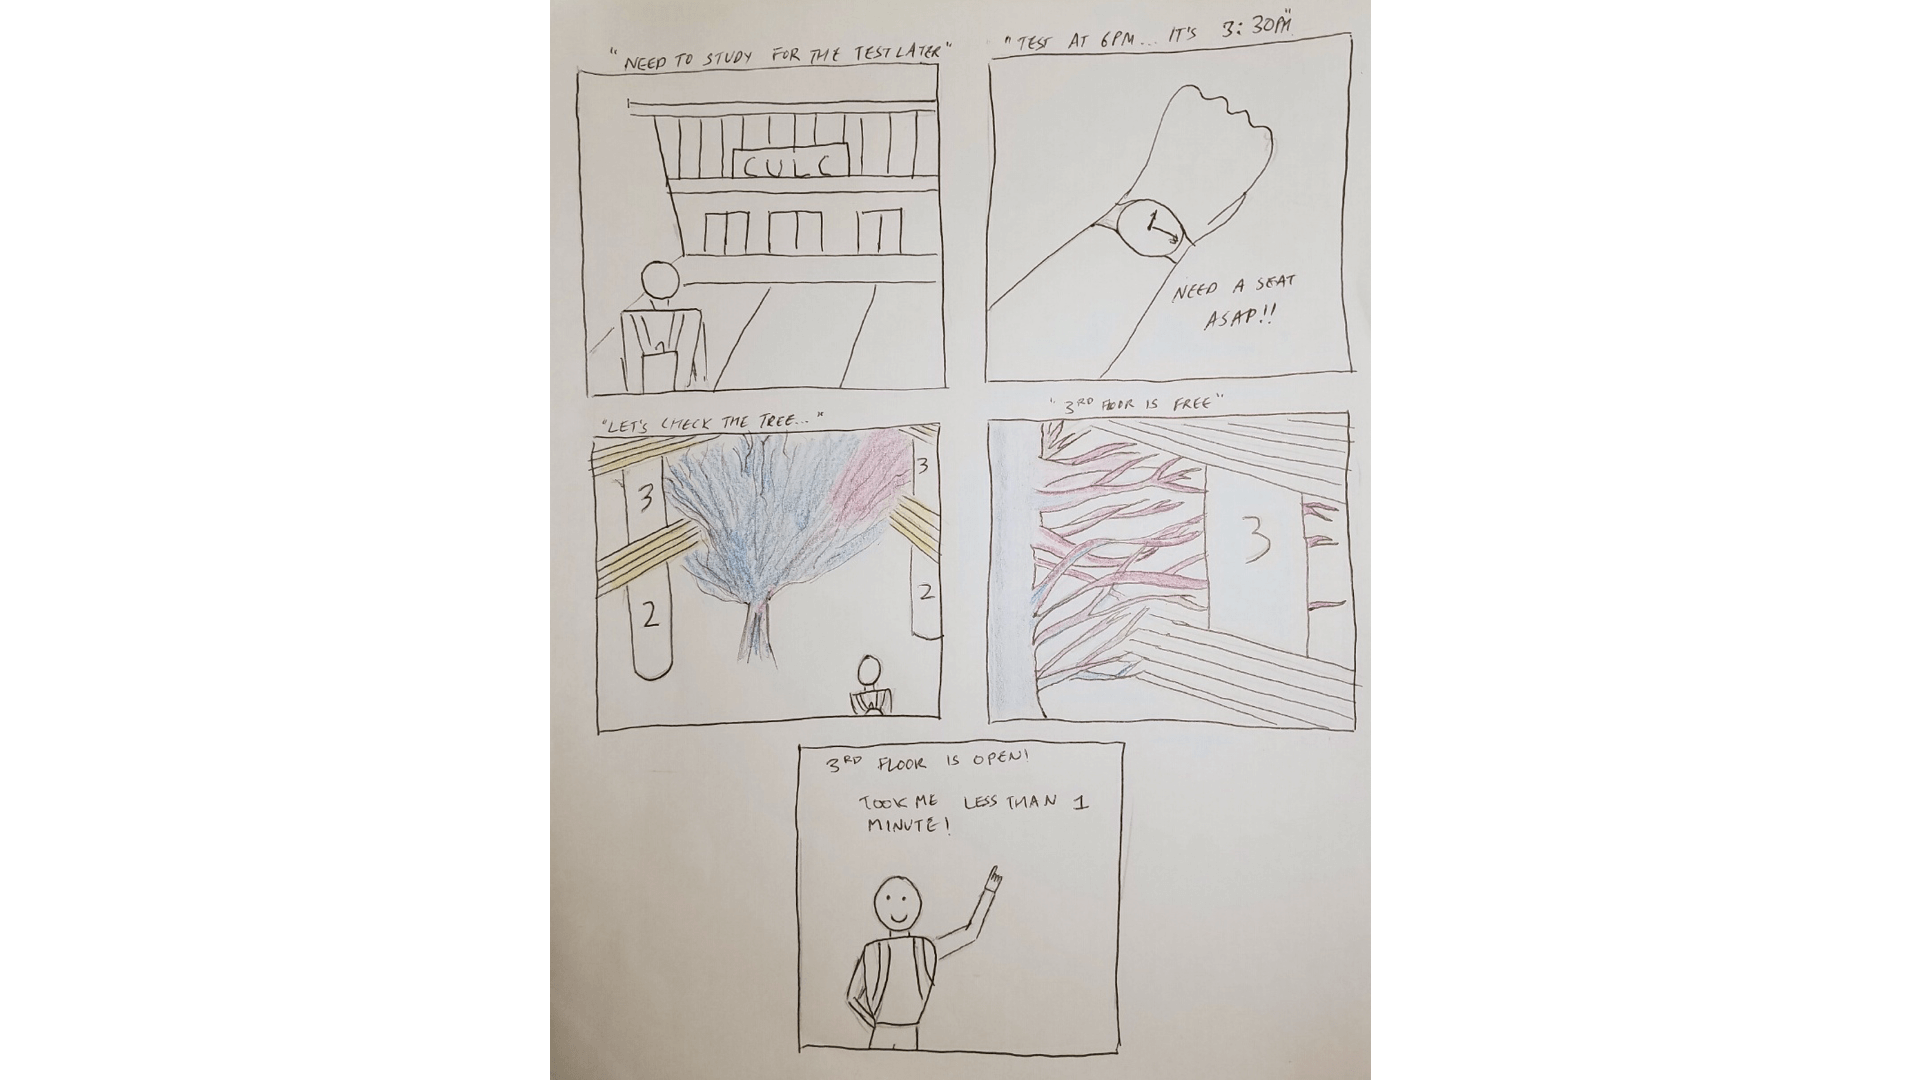 "NEED TO STUDY FOR THE TEST LATER"
CULC
"TEST AT 6PM... IT'S 3:30PM"
NEED A SEAT
ASAP!!
"LET'S CHECK THE TREE..."
3
3
2
2
"3RD FLOOR IS FREE"
3
3RD FLOOR IS OPEN!
TOOK ME LESS THAN 1
MINUTE!